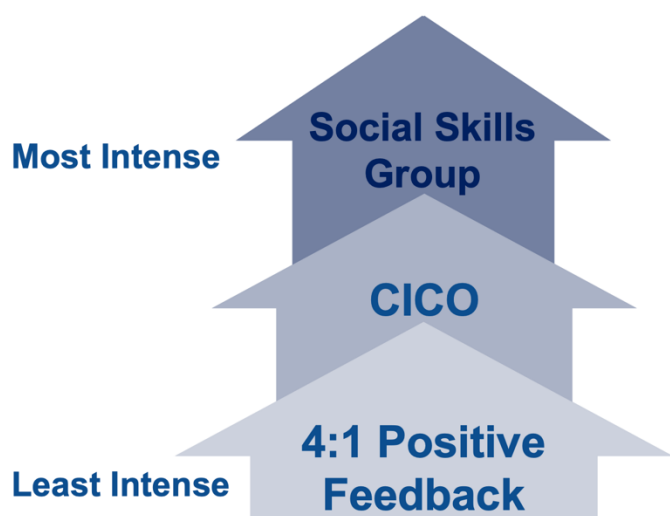 Social Skills
Group
Most Intense
CICO
4:1 Positive
Feedback
Least Intense